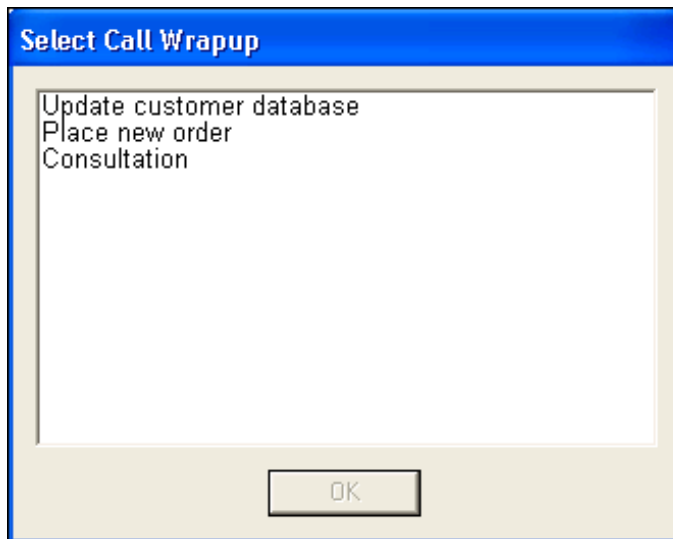 Select Call Wrapup
Update customer database
Place new order
Consultation
OK